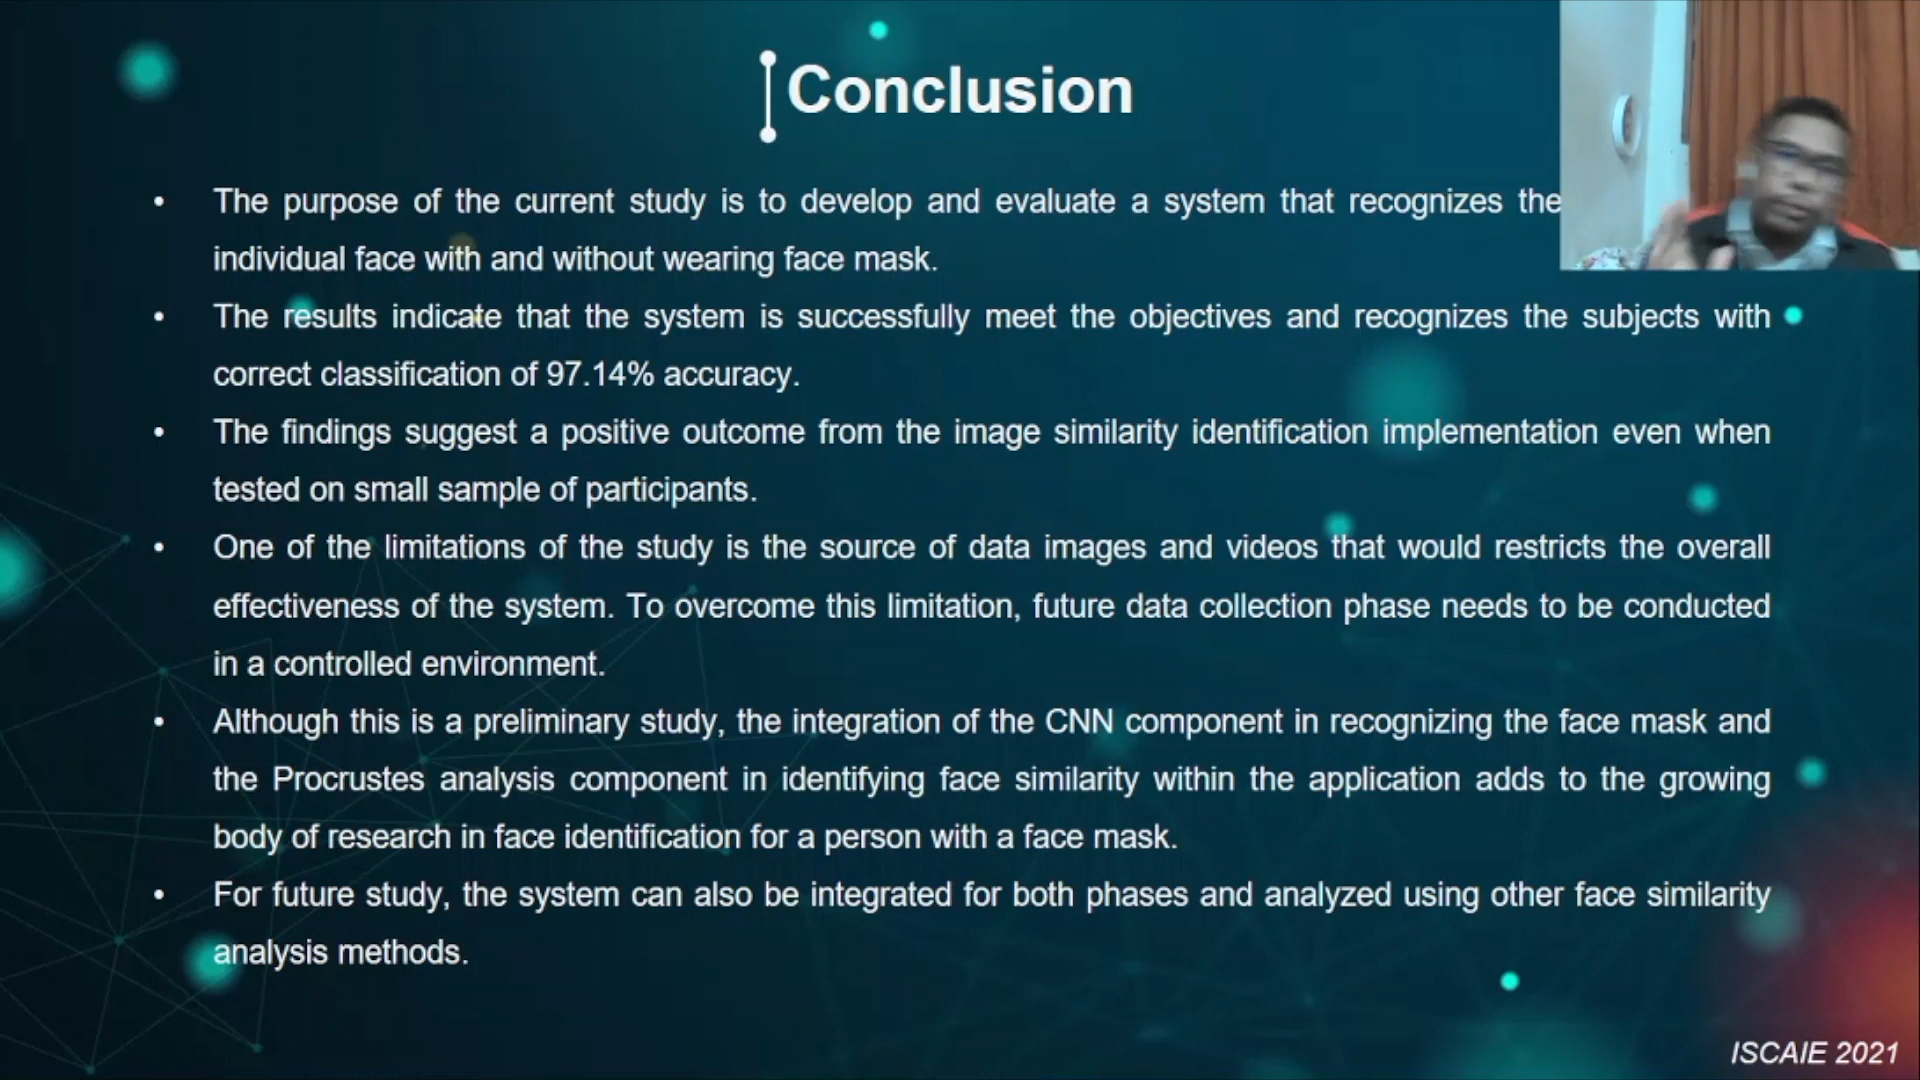 Conclusion
• The purpose of the current study is to develop and evaluate a system that recognizes the
individual face with and without wearing face mask.
• The results indicate that the system is successfully meet the objectives and recognizes the subjects with
correct classification of 97.14% accuracy.
• The findings suggest a positive outcome from the image similarity identification implementation even when
tested on small sample of participants.
• One of the limitations of the study is the source of data images and videos that would restricts the overall
effectiveness of the system. To overcome this limitation, future data collection phase needs to be conducted
in a controlled environment.
• Although this is a preliminary study, the integration of the CNN component in recognizing the face mask and
the Procrustes analysis component in identifying face similarity within the application adds to the growing
body of research in face identification for a person with a face mask.
• For future study, the system can also be integrated for both phases and analyzed using other face similarity
analysis methods.
ISCAIE 2021